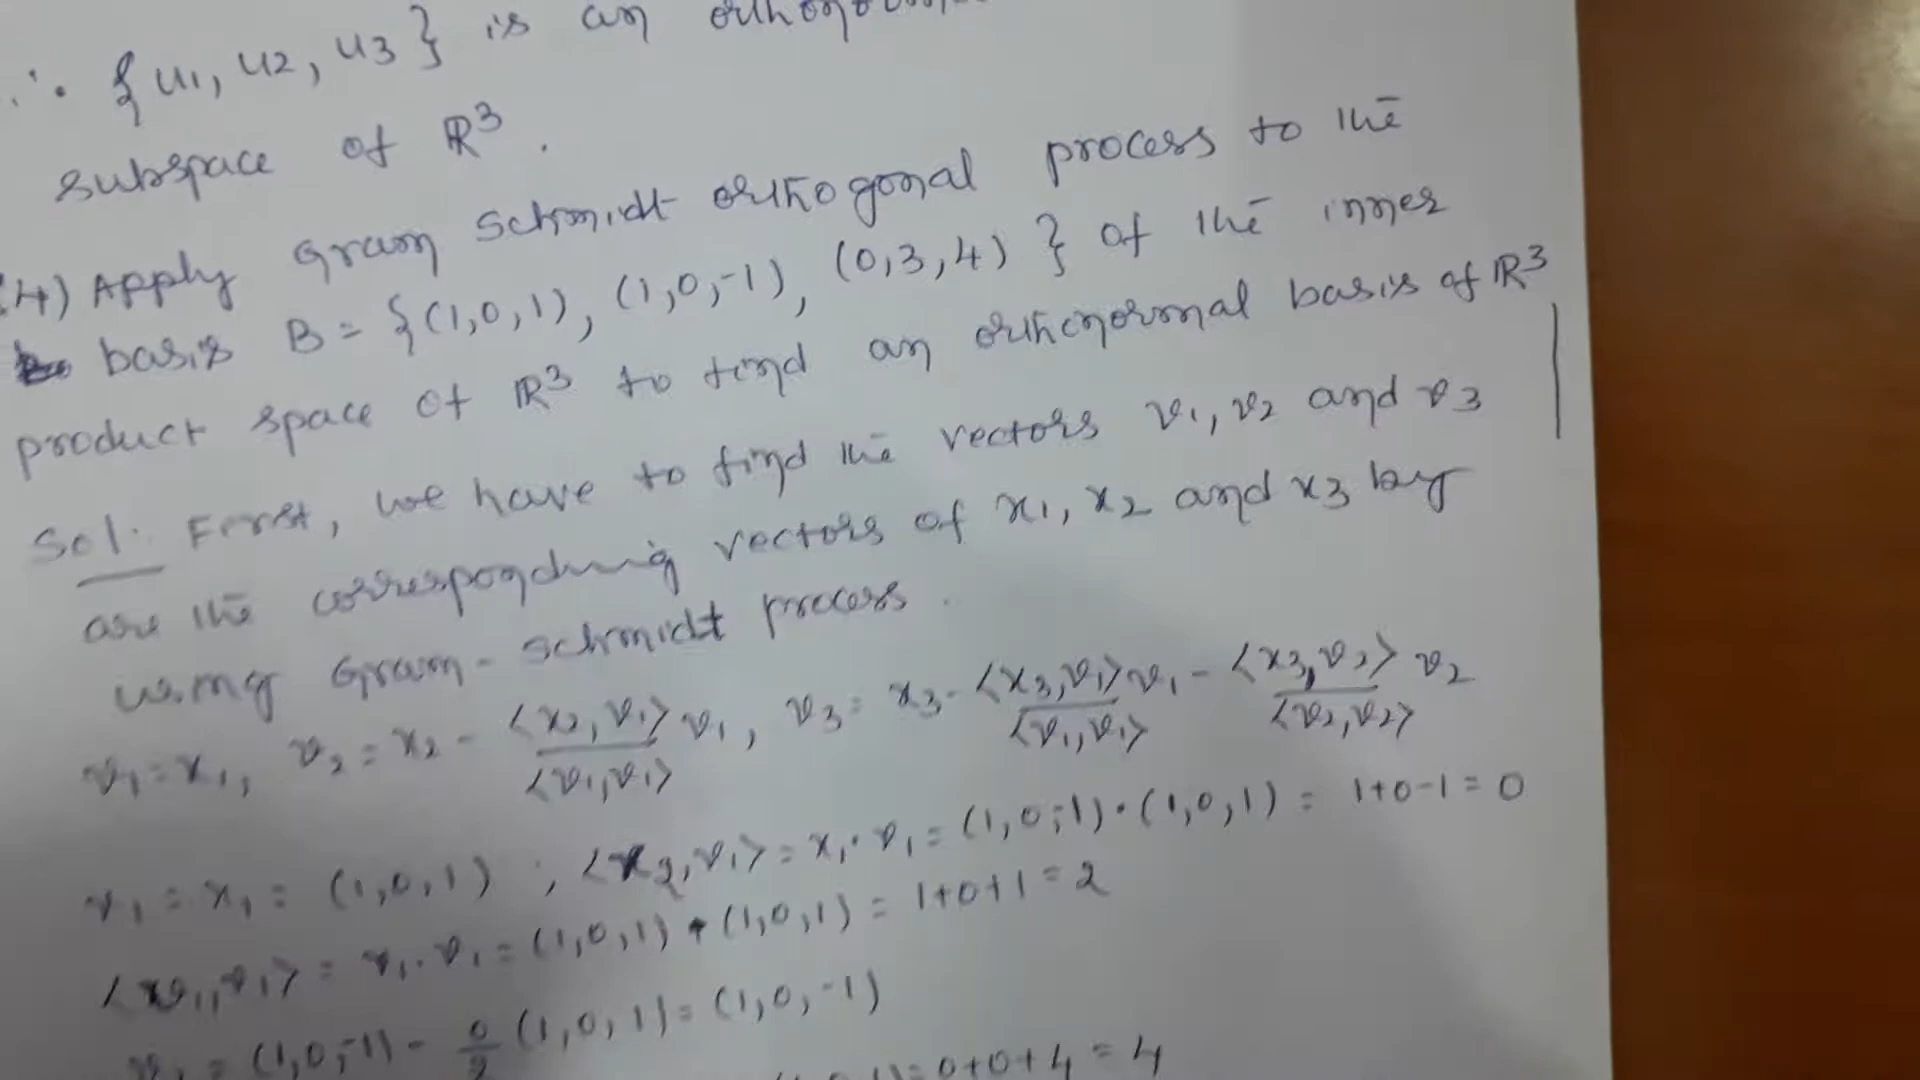 ∴ {u1, u2, u3} is an
subspace of ℝ³.
4) Apply Gram Schmidt orthogonal process to the
basis B = {(1,0,1), (1,0,-1), (0,3,4)} of the inner
product space of ℝ³ to find an orthonormal basis of ℝ³
Sol: First, we have to find the vectors v1, v2 and v3
are the corresponding vectors of x1, x2 and x3 by
using Gram-Schmidt process.
v1 = x1, v2 = x2 - <x2, v1>/<v1, v1> v1, v3 = x3 - <x3, v1>/<v1, v1> v1 - <x3, v2>/<v2, v2> v2
v1 = x1 = (1,0,1) ; <x2, v1> = x1·v1 = (1,0,-1)·(1,0,1) = 1+0-1 = 0
<v1, v1> = v1·v1 = (1,0,1)·(1,0,1) = 1+0+1 = 2
= (1,0,-1) - 0/2 (1,0,1) = (1,0,-1)
= 0+0+4 = 4